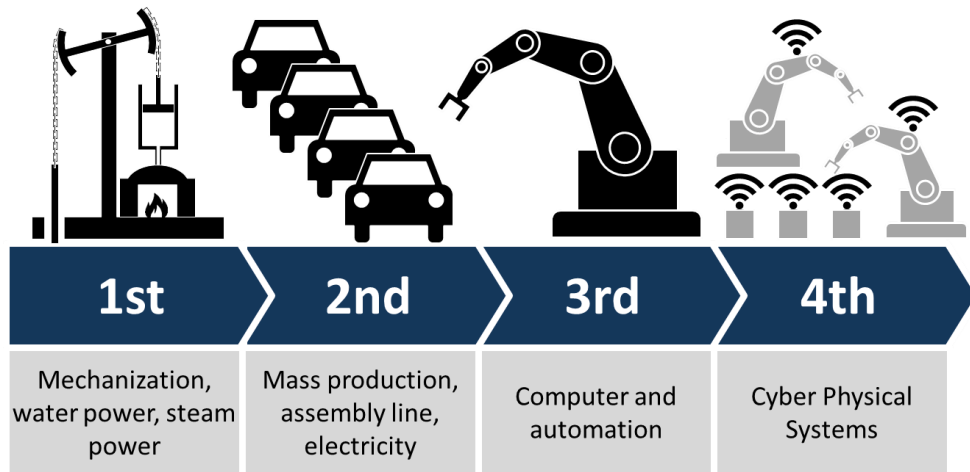 1st
2nd
3rd
4th
Mechanization,
water power, steam
power
Mass production,
assembly line,
electricity
Computer and
automation
Cyber Physical
Systems